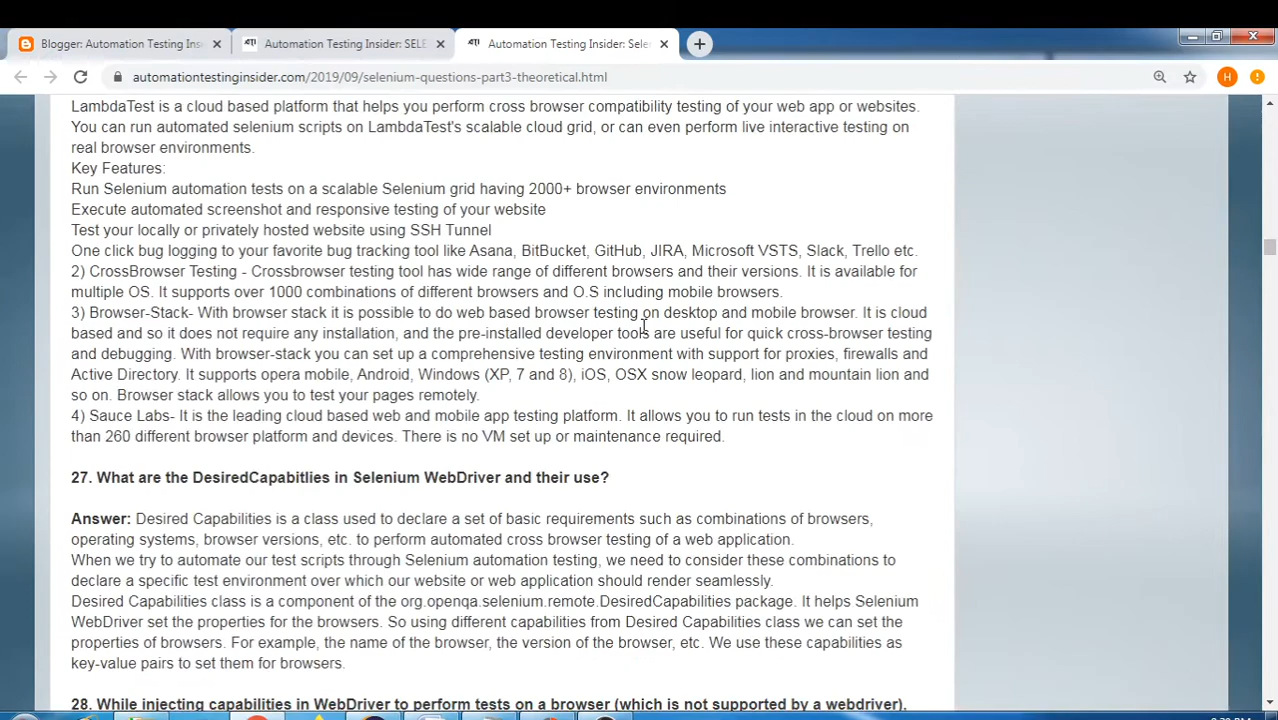 Blogger: Automation Testing Ins
Automation Testing Insider: SELE
Automation Testing Insider: Sele
automationtestinginsider.com/2019/09/selenium-questions-part3-theoretical.html
H
LambdaTest is a cloud based platform that helps you perform cross browser compatibility testing of your web app or websites.
You can run automated selenium scripts on LambdaTest's scalable cloud grid, or can even perform live interactive testing on
real browser environments.
Key Features:
Run Selenium automation tests on a scalable Selenium grid having 2000+ browser environments
Execute automated screenshot and responsive testing of your website
Test your locally or privately hosted website using SSH Tunnel
One click bug logging to your favorite bug tracking tool like Asana, BitBucket, GitHub, JIRA, Microsoft VSTS, Slack, Trello etc.
2) CrossBrowser Testing - Crossbrowser testing tool has wide range of different browsers and their versions. It is available for
multiple OS. It supports over 1000 combinations of different browsers and O.S including mobile browsers.
3) Browser-Stack- With browser stack it is possible to do web based browser testing on desktop and mobile browser. It is cloud
based and so it does not require any installation, and the pre-installed developer tools are useful for quick cross-browser testing
and debugging. With browser-stack you can set up a comprehensive testing environment with support for proxies, firewalls and
Active Directory. It supports opera mobile, Android, Windows (XP, 7 and 8), iOS, OSX snow leopard, lion and mountain lion and
so on. Browser stack allows you to test your pages remotely.
4) Sauce Labs- It is the leading cloud based web and mobile app testing platform. It allows you to run tests in the cloud on more
than 260 different browser platform and devices. There is no VM set up or maintenance required.
27. What are the DesiredCapabitlies in Selenium WebDriver and their use?
Answer: Desired Capabilities is a class used to declare a set of basic requirements such as combinations of browsers,
operating systems, browser versions, etc. to perform automated cross browser testing of a web application.
When we try to automate our test scripts through Selenium automation testing, we need to consider these combinations to
declare a specific test environment over which our website or web application should render seamlessly.
Desired Capabilities class is a component of the org.openqa.selenium.remote.DesiredCapabilities package. It helps Selenium
WebDriver set the properties for the browsers. So using different capabilities from Desired Capabilities class we can set the
properties of browsers. For example, the name of the browser, the version of the browser, etc. We use these capabilities as
key-value pairs to set them for browsers.
28. While injecting capabilities in WebDriver to perform tests on a browser (which is not supported by a webdriver),